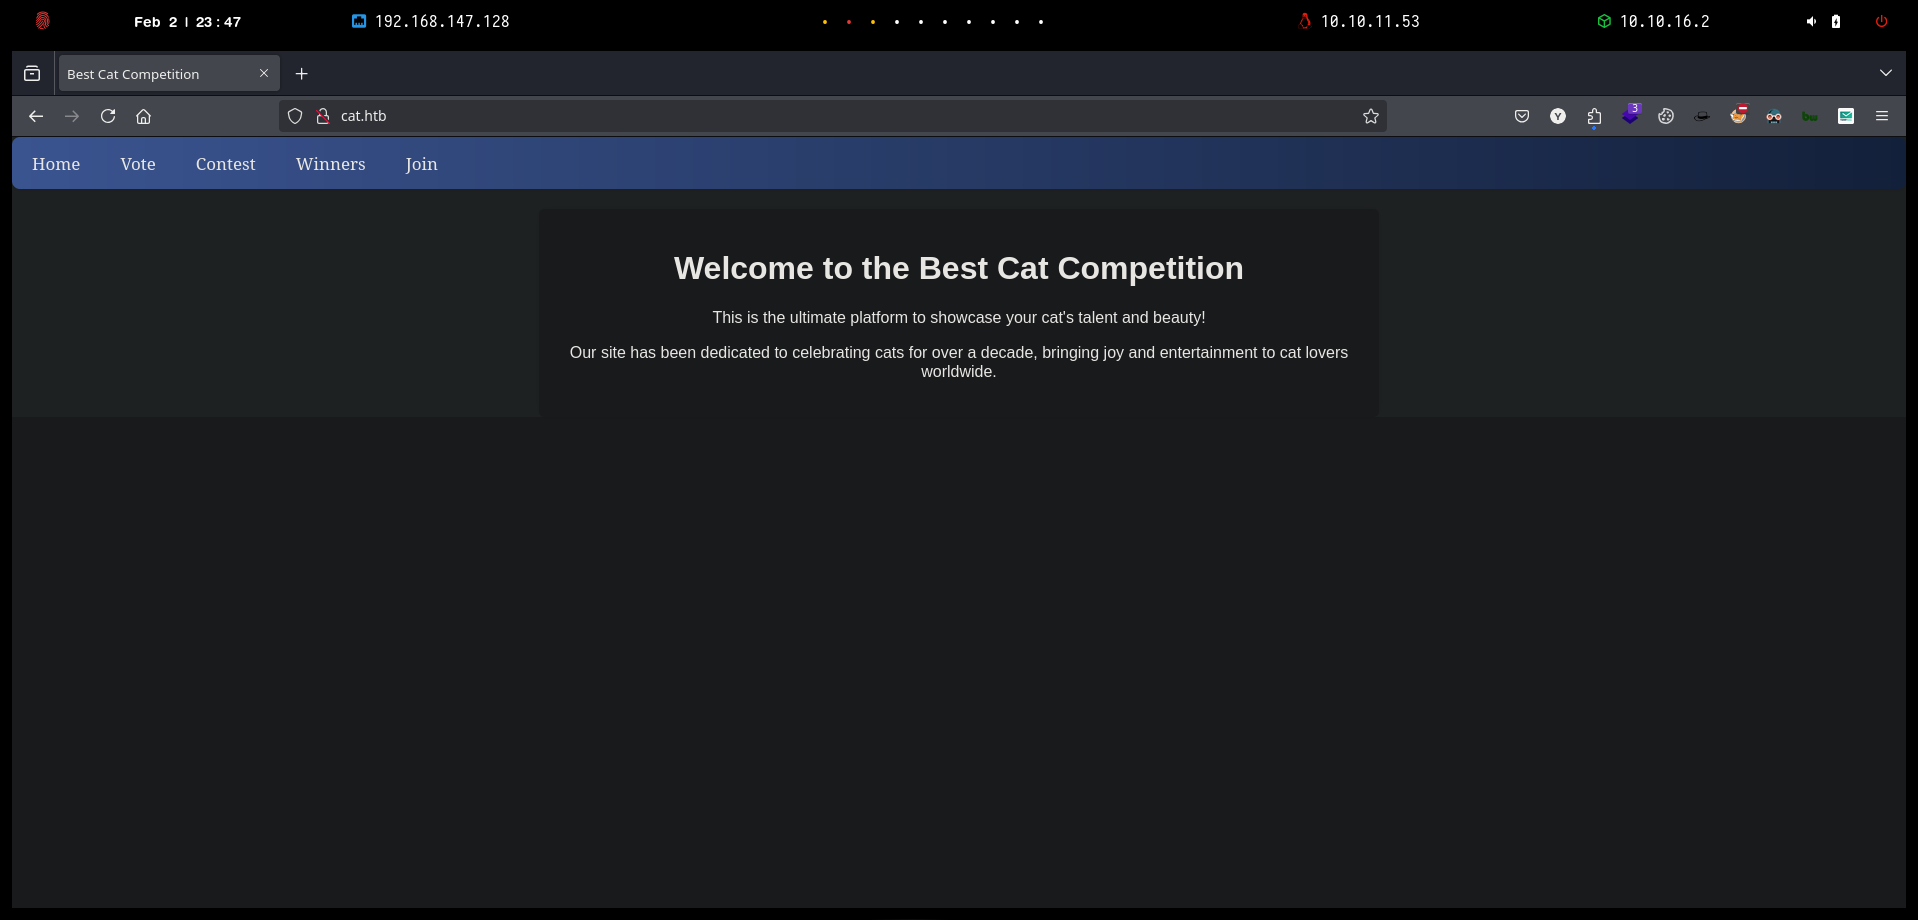 Feb 2 | 23:47 192.168.147.128 10.10.11.53 10.10.16.2
Best Cat Competition
cat.htb
3
Y
bw
Home Vote Contest Winners Join
Welcome to the Best Cat Competition
This is the ultimate platform to showcase your cat's talent and beauty!
Our site has been dedicated to celebrating cats for over a decade, bringing joy and entertainment to cat lovers
worldwide.